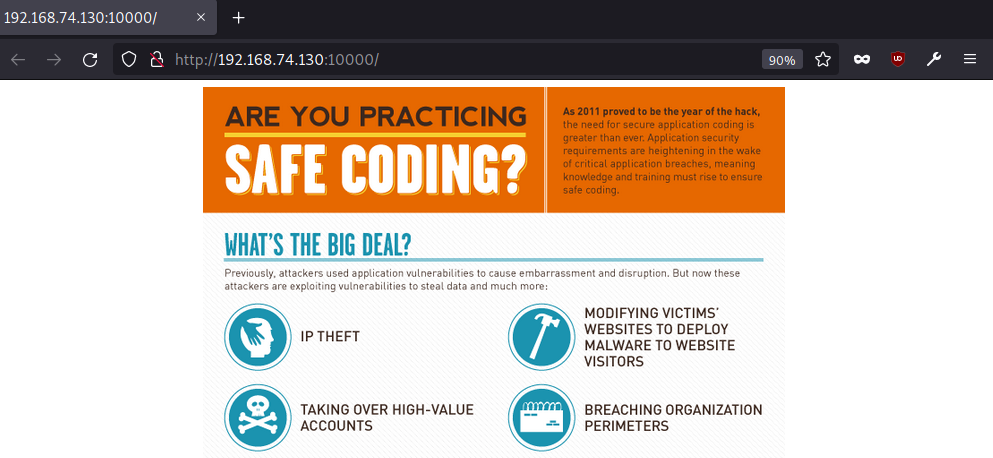 192.168.74.130:10000/
http://192.168.74.130:10000/
90%
ARE YOU PRACTICING
SAFE CODING?
As 2011 proved to be the year of the hack,
the need for secure application coding is
greater than ever. Application security
requirements are heightening in the wake
of critical application breaches, meaning
knowledge and training must rise to ensure
safe coding.
WHAT'S THE BIG DEAL?
Previously, attackers used application vulnerabilities to cause embarrassment and disruption. But now these
attackers are exploiting vulnerabilities to steal data and much more:
IP THEFT
MODIFYING VICTIMS'
WEBSITES TO DEPLOY
MALWARE TO WEBSITE
VISITORS
TAKING OVER HIGH-VALUE
ACCOUNTS
BREACHING ORGANIZATION
PERIMETERS